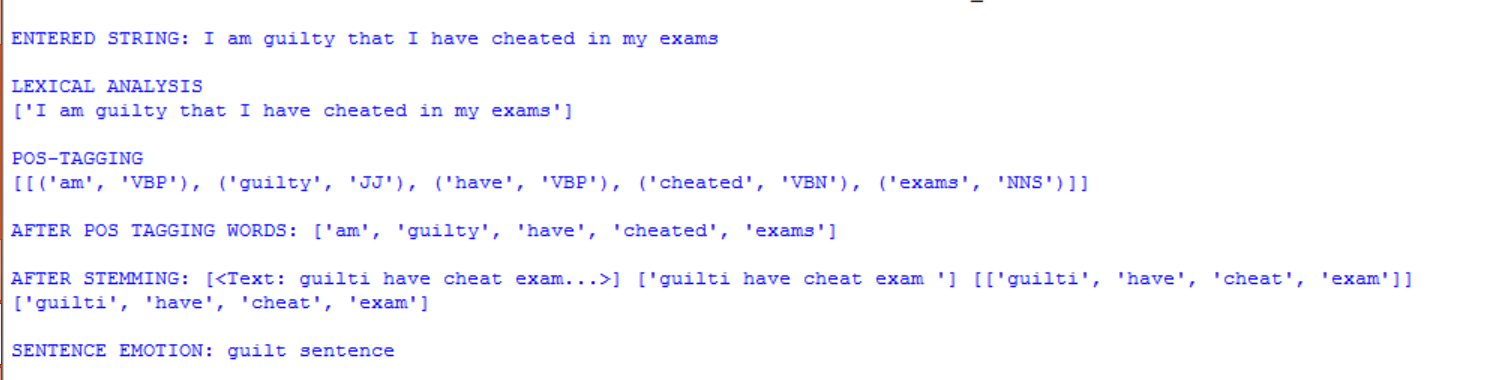 ENTERED STRING: I am guilty that I have cheated in my exams
LEXICAL ANALYSIS
['I am guilty that I have cheated in my exams']
POS-TAGGING
[[('am', 'VBP'), ('guilty', 'JJ'), ('have', 'VBP'), ('cheated', 'VBN'), ('exams', 'NNS')]]
AFTER POS TAGGING WORDS: ['am', 'guilty', 'have', 'cheated', 'exams']
AFTER STEMMING: [<Text: guilti have cheat exam...>] ['guilti have cheat exam '] [['guilti', 'have', 'cheat', 'exam']]
['guilti', 'have', 'cheat', 'exam']
SENTENCE EMOTION: guilt sentence